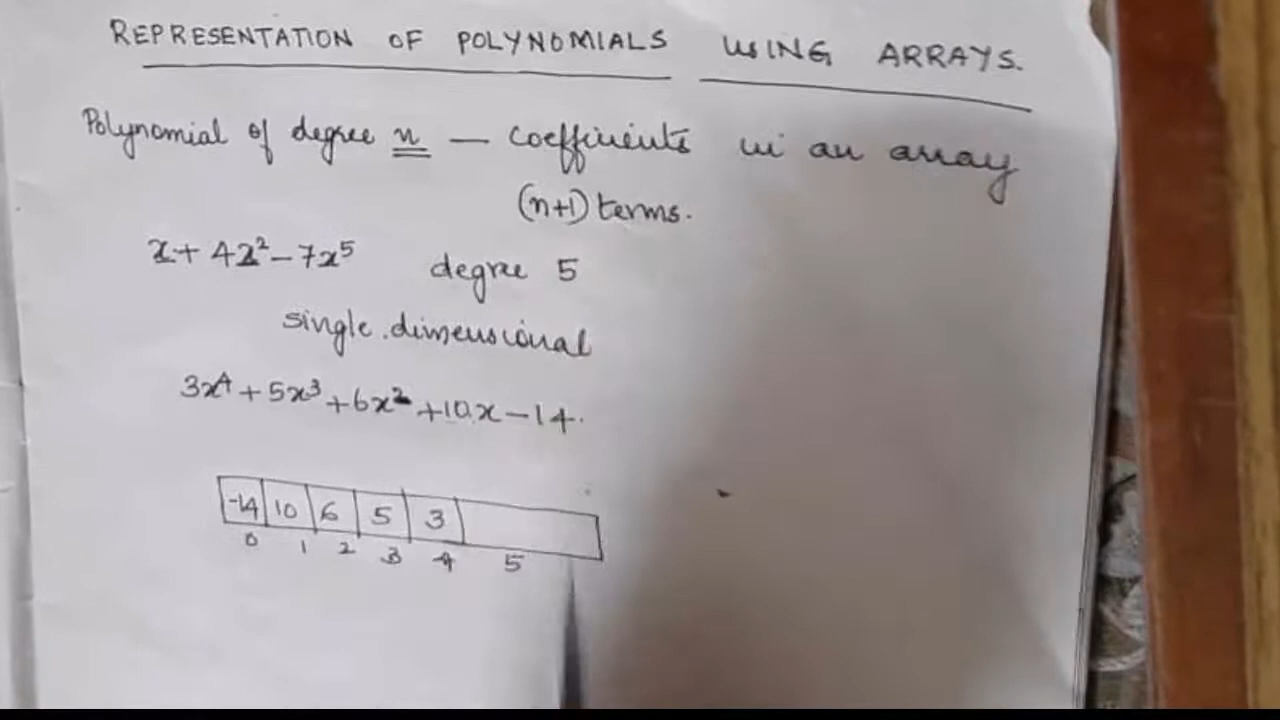 REPRESENTATION OF POLYNOMIALS USING ARRAYS.
Polynomial of degree n — coefficients in an array
(n+1) terms.
x + 4x² - 7x⁵ degree 5
single dimensional
3x⁴ + 5x³ + 6x² + 10x - 14.
-14 10 6 5 3
0 1 2 3 4 5